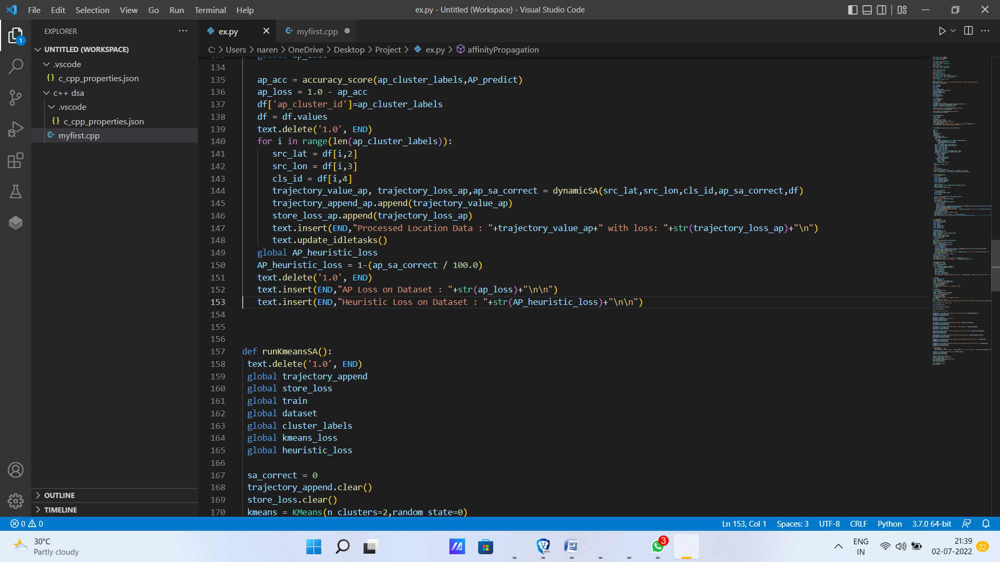 File Edit Selection View Go Run Terminal Help
ex.py - Untitled (Workspace) - Visual Studio Code
EXPLORER
UNTITLED (WORKSPACE)
.vscode
c_cpp_properties.json
c++ dsa
.vscode
c_cpp_properties.json
myfirst.cpp
OUTLINE
TIMELINE
ex.py
myfirst.cpp
C: > Users > naren > OneDrive > Desktop > Project > ex.py > affinityPropagation
134
135 ap_acc = accuracy_score(ap_cluster_labels,AP_predict)
136 ap_loss = 1.0 - ap_acc
137 df['ap_cluster_id']=ap_cluster_labels
138 df = df.values
139 text.delete('1.0', END)
140 for i in range(len(ap_cluster_labels)):
141 src_lat = df[i,2]
142 src_lon = df[i,3]
143 cls_id = df[i,4]
144 trajectory_value_ap, trajectory_loss_ap,ap_sa_correct = dynamicSA(src_lat,src_lon,cls_id,ap_sa_correct,df)
145 trajectory_append_ap.append(trajectory_value_ap)
146 store_loss_ap.append(trajectory_loss_ap)
147 text.insert(END,"Processed Location Data : "+trajectory_value_ap+" with loss: "+str(trajectory_loss_ap)+"\n")
148 text.update_idletasks()
149 global AP_heuristic_loss
150 AP_heuristic_loss = 1-(ap_sa_correct / 100.0)
151 text.delete('1.0', END)
152 text.insert(END,"AP Loss on Dataset : "+str(ap_loss)+"\n\n")
153 text.insert(END,"Heuristic Loss on Dataset : "+str(AP_heuristic_loss)+"\n\n")
154
155
156
157 def runKmeansSA():
158 text.delete('1.0', END)
159 global trajectory_append
160 global store_loss
161 global train
162 global dataset
163 global cluster_labels
164 global kmeans_loss
165 global heuristic_loss
166
167 sa_correct = 0
168 trajectory_append.clear()
169 store_loss.clear()
170 kmeans = KMeans(n_clusters=2,random_state=0)
0 0
Ln 153, Col 1 Spaces: 3 UTF-8 CRLF Python 3.7.0 64-bit
30°C
Partly cloudy
3
ENG
IN
21:39
02-07-2022
22
1